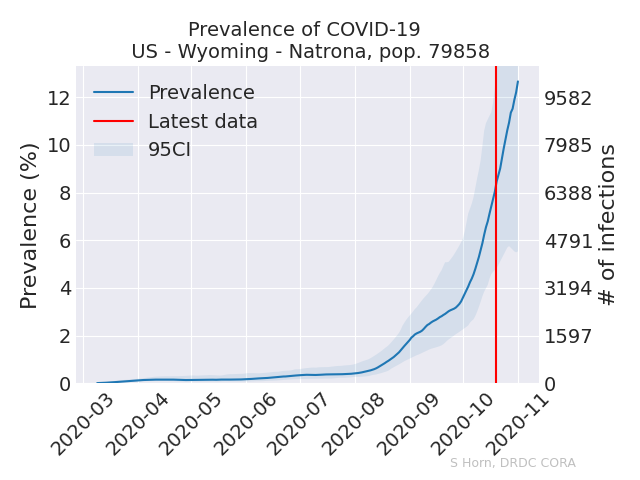 Prevalence of COVID-19
US - Wyoming - Natrona, pop. 79858
Prevalence
Latest data
95CI
Prevalence (%)
12
10
8
6
4
2
0
9582
7985
6388
4791
3194
1597
0
# of infections
2020-03
2020-04
2020-05
2020-06
2020-07
2020-08
2020-09
2020-10
2020-11
S Horn, DRDC CORA